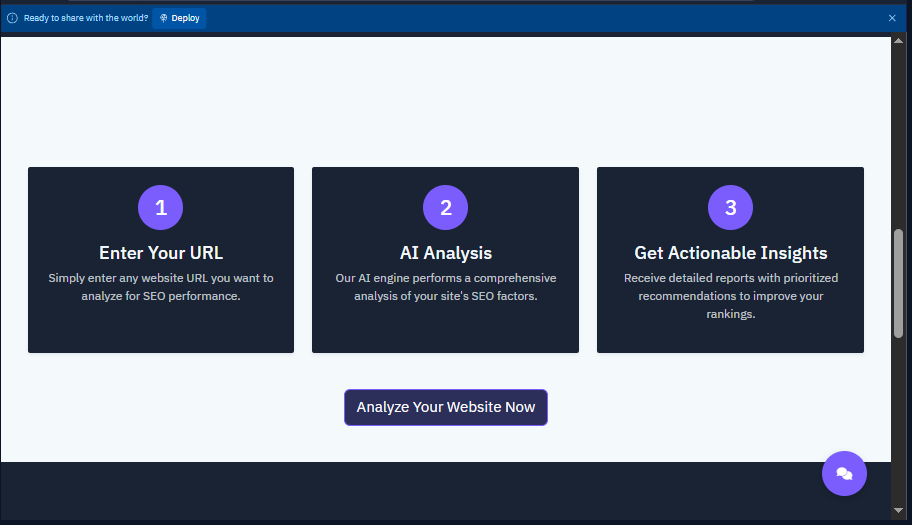 Ready to share with the world? Deploy
1
Enter Your URL
Simply enter any website URL you want to
analyze for SEO performance.
2
AI Analysis
Our AI engine performs a comprehensive
analysis of your site's SEO factors.
3
Get Actionable Insights
Receive detailed reports with prioritized
recommendations to improve your
rankings.
Analyze Your Website Now